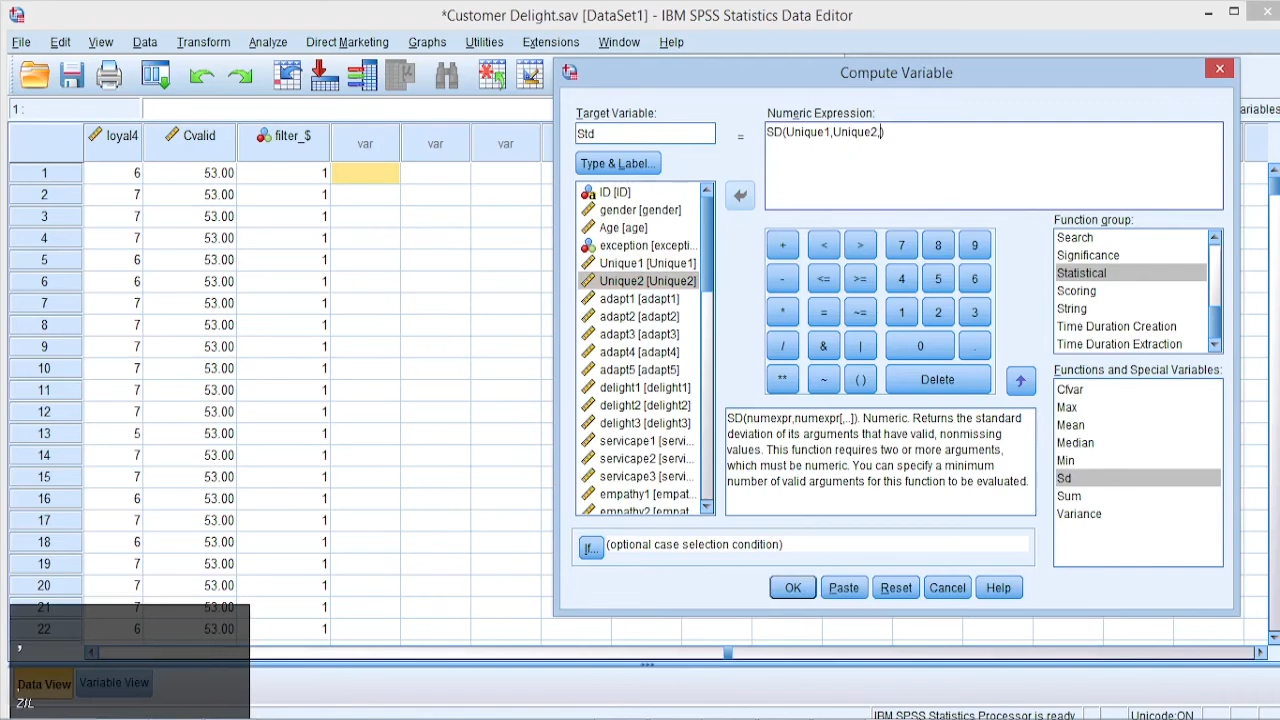 *Customer Delight.sav [DataSet1] - IBM SPSS Statistics Data Editor
File Edit View Data Transform Analyze Direct Marketing Graphs Utilities Extensions Window Help
1 :
ariables
loyal4 Cvalid filter_$ var var var
1 6 53.00 1
2 7 53.00 1
3 7 53.00 1
4 7 53.00 1
5 6 53.00 1
6 6 53.00 1
7 7 53.00 1
8 7 53.00 1
9 7 53.00 1
10 7 53.00 1
11 7 53.00 1
12 7 53.00 1
13 5 53.00 1
14 7 53.00 1
15 7 53.00 1
16 6 53.00 1
17 7 53.00 1
18 6 53.00 1
19 7 53.00 1
20 7 53.00 1
21 7 53.00 1
22 6 53.00 1
Compute Variable
Target Variable:
Std
=
Numeric Expression:
SD(Unique1,Unique2,)
Type & Label...
ID [ID]
gender [gender]
Age [age]
exception [excepti...
Unique1 [Unique1]
Unique2 [Unique2]
adapt1 [adapt1]
adapt2 [adapt2]
adapt3 [adapt3]
adapt4 [adapt4]
adapt5 [adapt5]
delight1 [delight1]
delight2 [delight2]
delight3 [delight3]
servicape1 [servi...
servicape2 [servi...
servicape3 [servi...
empathy1 [empat...
empathy2 [empat
+ < > 7 8 9
- <= >= 4 5 6
* = ~= 1 2 3
/ & | 0 .
** ~ ( ) Delete
Function group:
Search
Significance
Statistical
Scoring
String
Time Duration Creation
Time Duration Extraction
Functions and Special Variables:
Cfvar
Max
Mean
Median
Min
Sd
Sum
Variance
SD(numexpr,numexpr[,..]). Numeric. Returns the standard
deviation of its arguments that have valid, nonmissing
values. This function requires two or more arguments,
which must be numeric. You can specify a minimum
number of valid arguments for this function to be evaluated.
If... (optional case selection condition)
OK Paste Reset Cancel Help
,
Data View Variable View
ZIL
IBM SPSS Statistics Processor is ready Unicode:ON